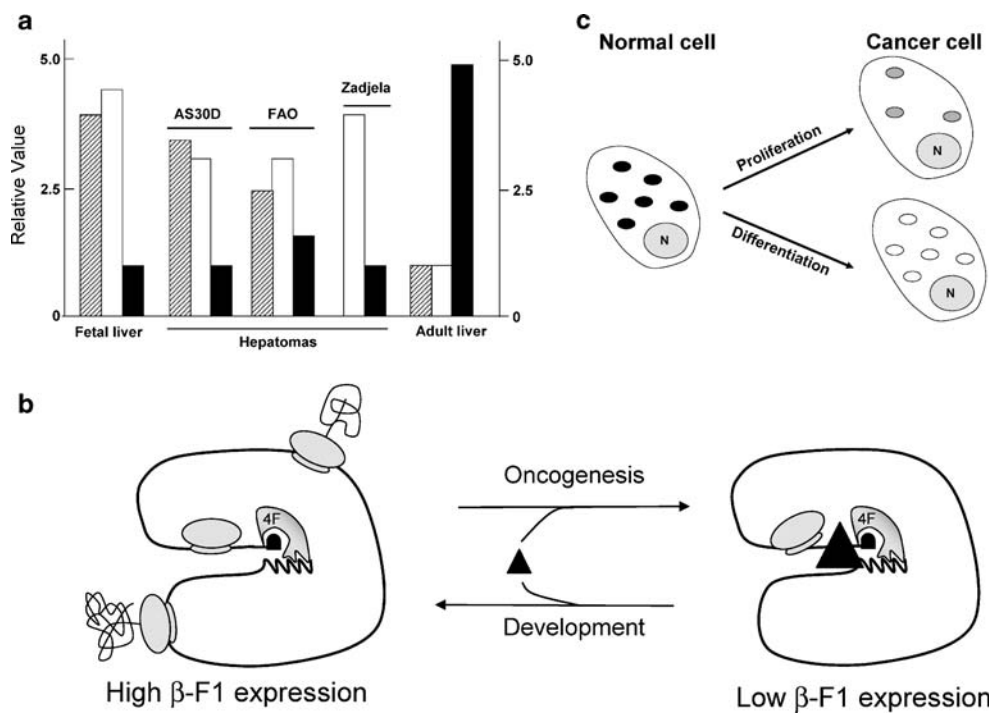 a
Relative Value
5.0
2.5
0
5.0
2.5
0
AS30D
FAO
Zadjela
Fetal liver
Hepatomas
Adult liver
c
Normal cell
Cancer cell
Proliferation
Differentiation
N
N
N
b
4F
Oncogenesis
Development
4F
High β-F1 expression
Low β-F1 expression